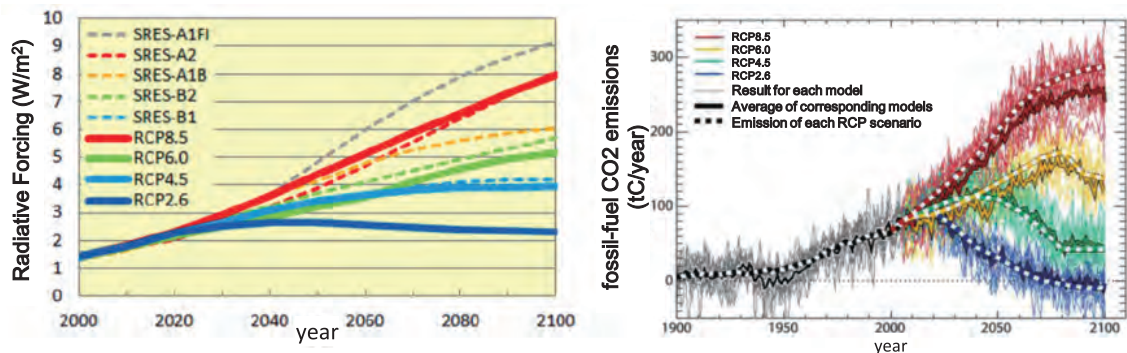 Radiative Forcing (W/m²)
10
9
8
7
6
5
4
3
2
1
0
SRES-A1FI
SRES-A2
SRES-A1B
SRES-B2
SRES-B1
RCP8.5
RCP6.0
RCP4.5
RCP2.6
2000
2020
2040
2060
2080
2100
year
fossil-fuel CO2 emissions
(tC/year)
300
200
100
0
RCP8.5
RCP6.0
RCP4.5
RCP2.6
Result for each model
Average of corresponding models
Emission of each RCP scenario
1900
1950
2000
2050
2100
year